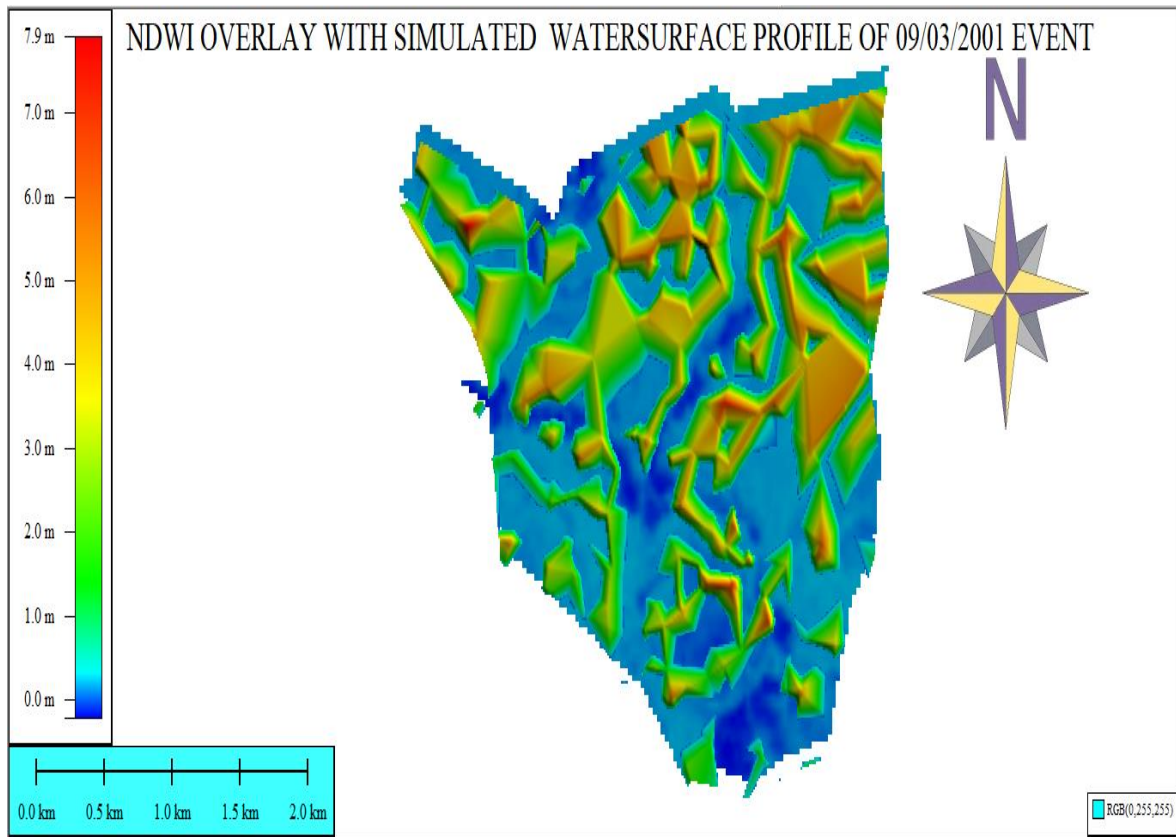 NDWI OVERLAY WITH SIMULATED WATERSURFACE PROFILE OF 09/03/2001 EVENT
N
7.9 m
7.0 m
6.0 m
5.0 m
4.0 m
3.0 m
2.0 m
1.0 m
0.0 m
0.0 km 0.5 km 1.0 km 1.5 km 2.0 km
RGB(0,255,255)